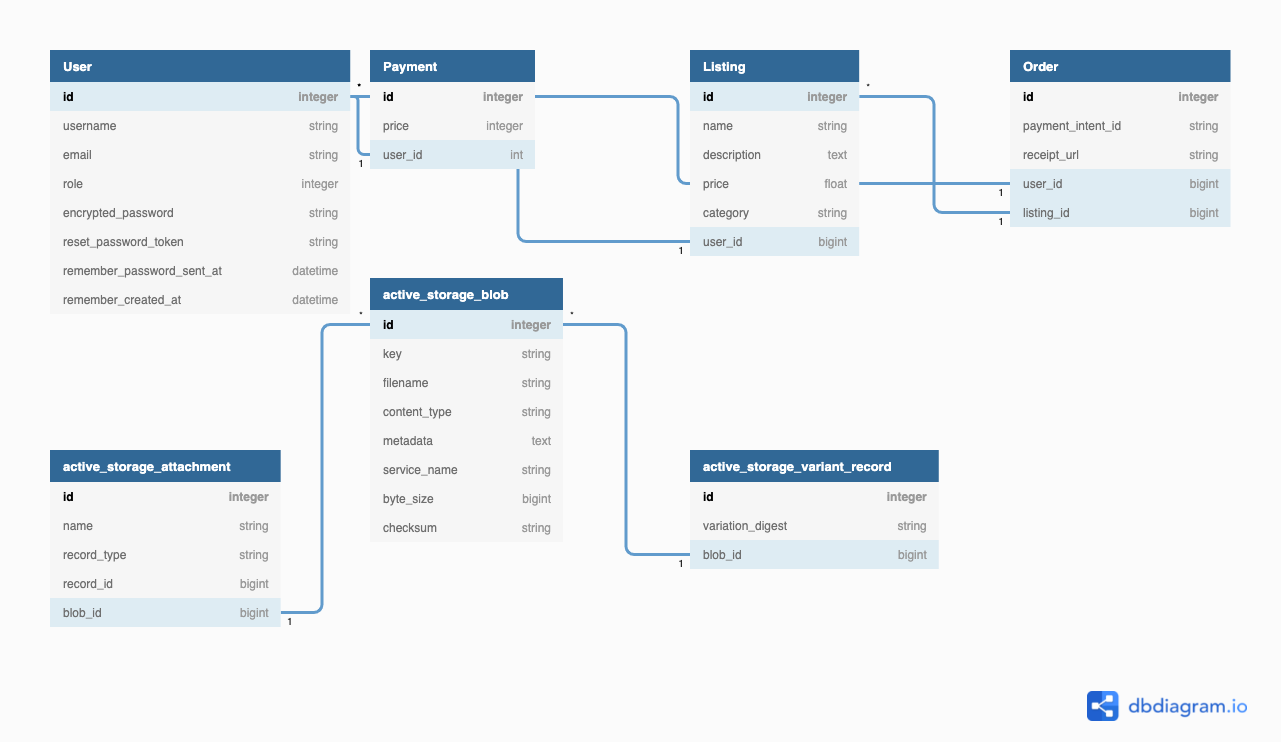 User
id integer
username string
email string
role integer
encrypted_password string
reset_password_token string
remember_password_sent_at datetime
remember_created_at datetime
*
1
Payment
id integer
price integer
user_id int
Listing
id integer
name string
description text
price float
category string
user_id bigint
1
*
Order
id integer
payment_intent_id string
receipt_url string
user_id bigint
listing_id bigint
1
1
active_storage_blob
id integer
key string
filename string
content_type string
metadata text
service_name string
byte_size bigint
checksum string
*
*
active_storage_attachment
id integer
name string
record_type string
record_id bigint
blob_id bigint
1
active_storage_variant_record
id integer
variation_digest string
blob_id bigint
1
dbdiagram.io